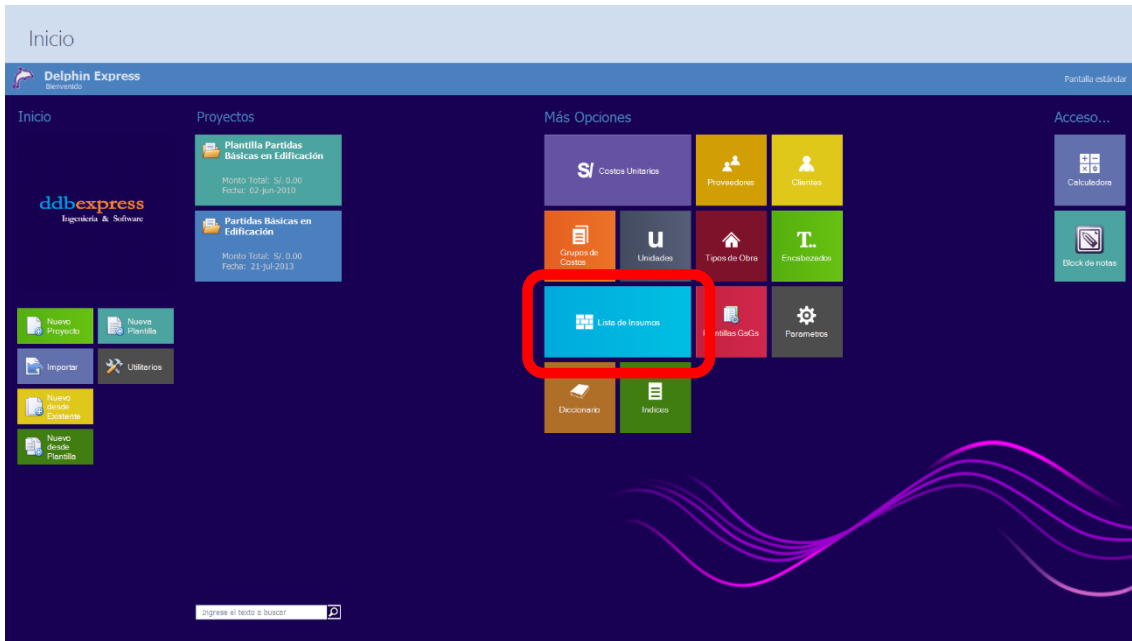 Inicio
Delphin Express
Bienvenido
Pantalla estándar
Inicio
ddbexpress
Ingeniería & Software
Nuevo
Proyecto
Nueva
Plantilla
Importar
Utilitarios
Nuevo
desde
Existente
Nuevo
desde
Plantilla
Proyectos
Plantilla Partidas
Básicas en Edificación
Monto Total: S/. 0.00
Fecha: 02-jun-2010
Partidas Básicas en
Edificación
Monto Total: S/. 0.00
Fecha: 21-jul-2013
Ingrese el texto a buscar
Más Opciones
S/ Costos Unitarios
Proveedores
Clientes
Grupos de
Costos
U
Unidades
Tipos de Obra
T..
Encabezados
Lista de Insumos
ntillas GsGs
Parametros
Diccionario
Indices
Acceso...
Calculadora
Block de notas